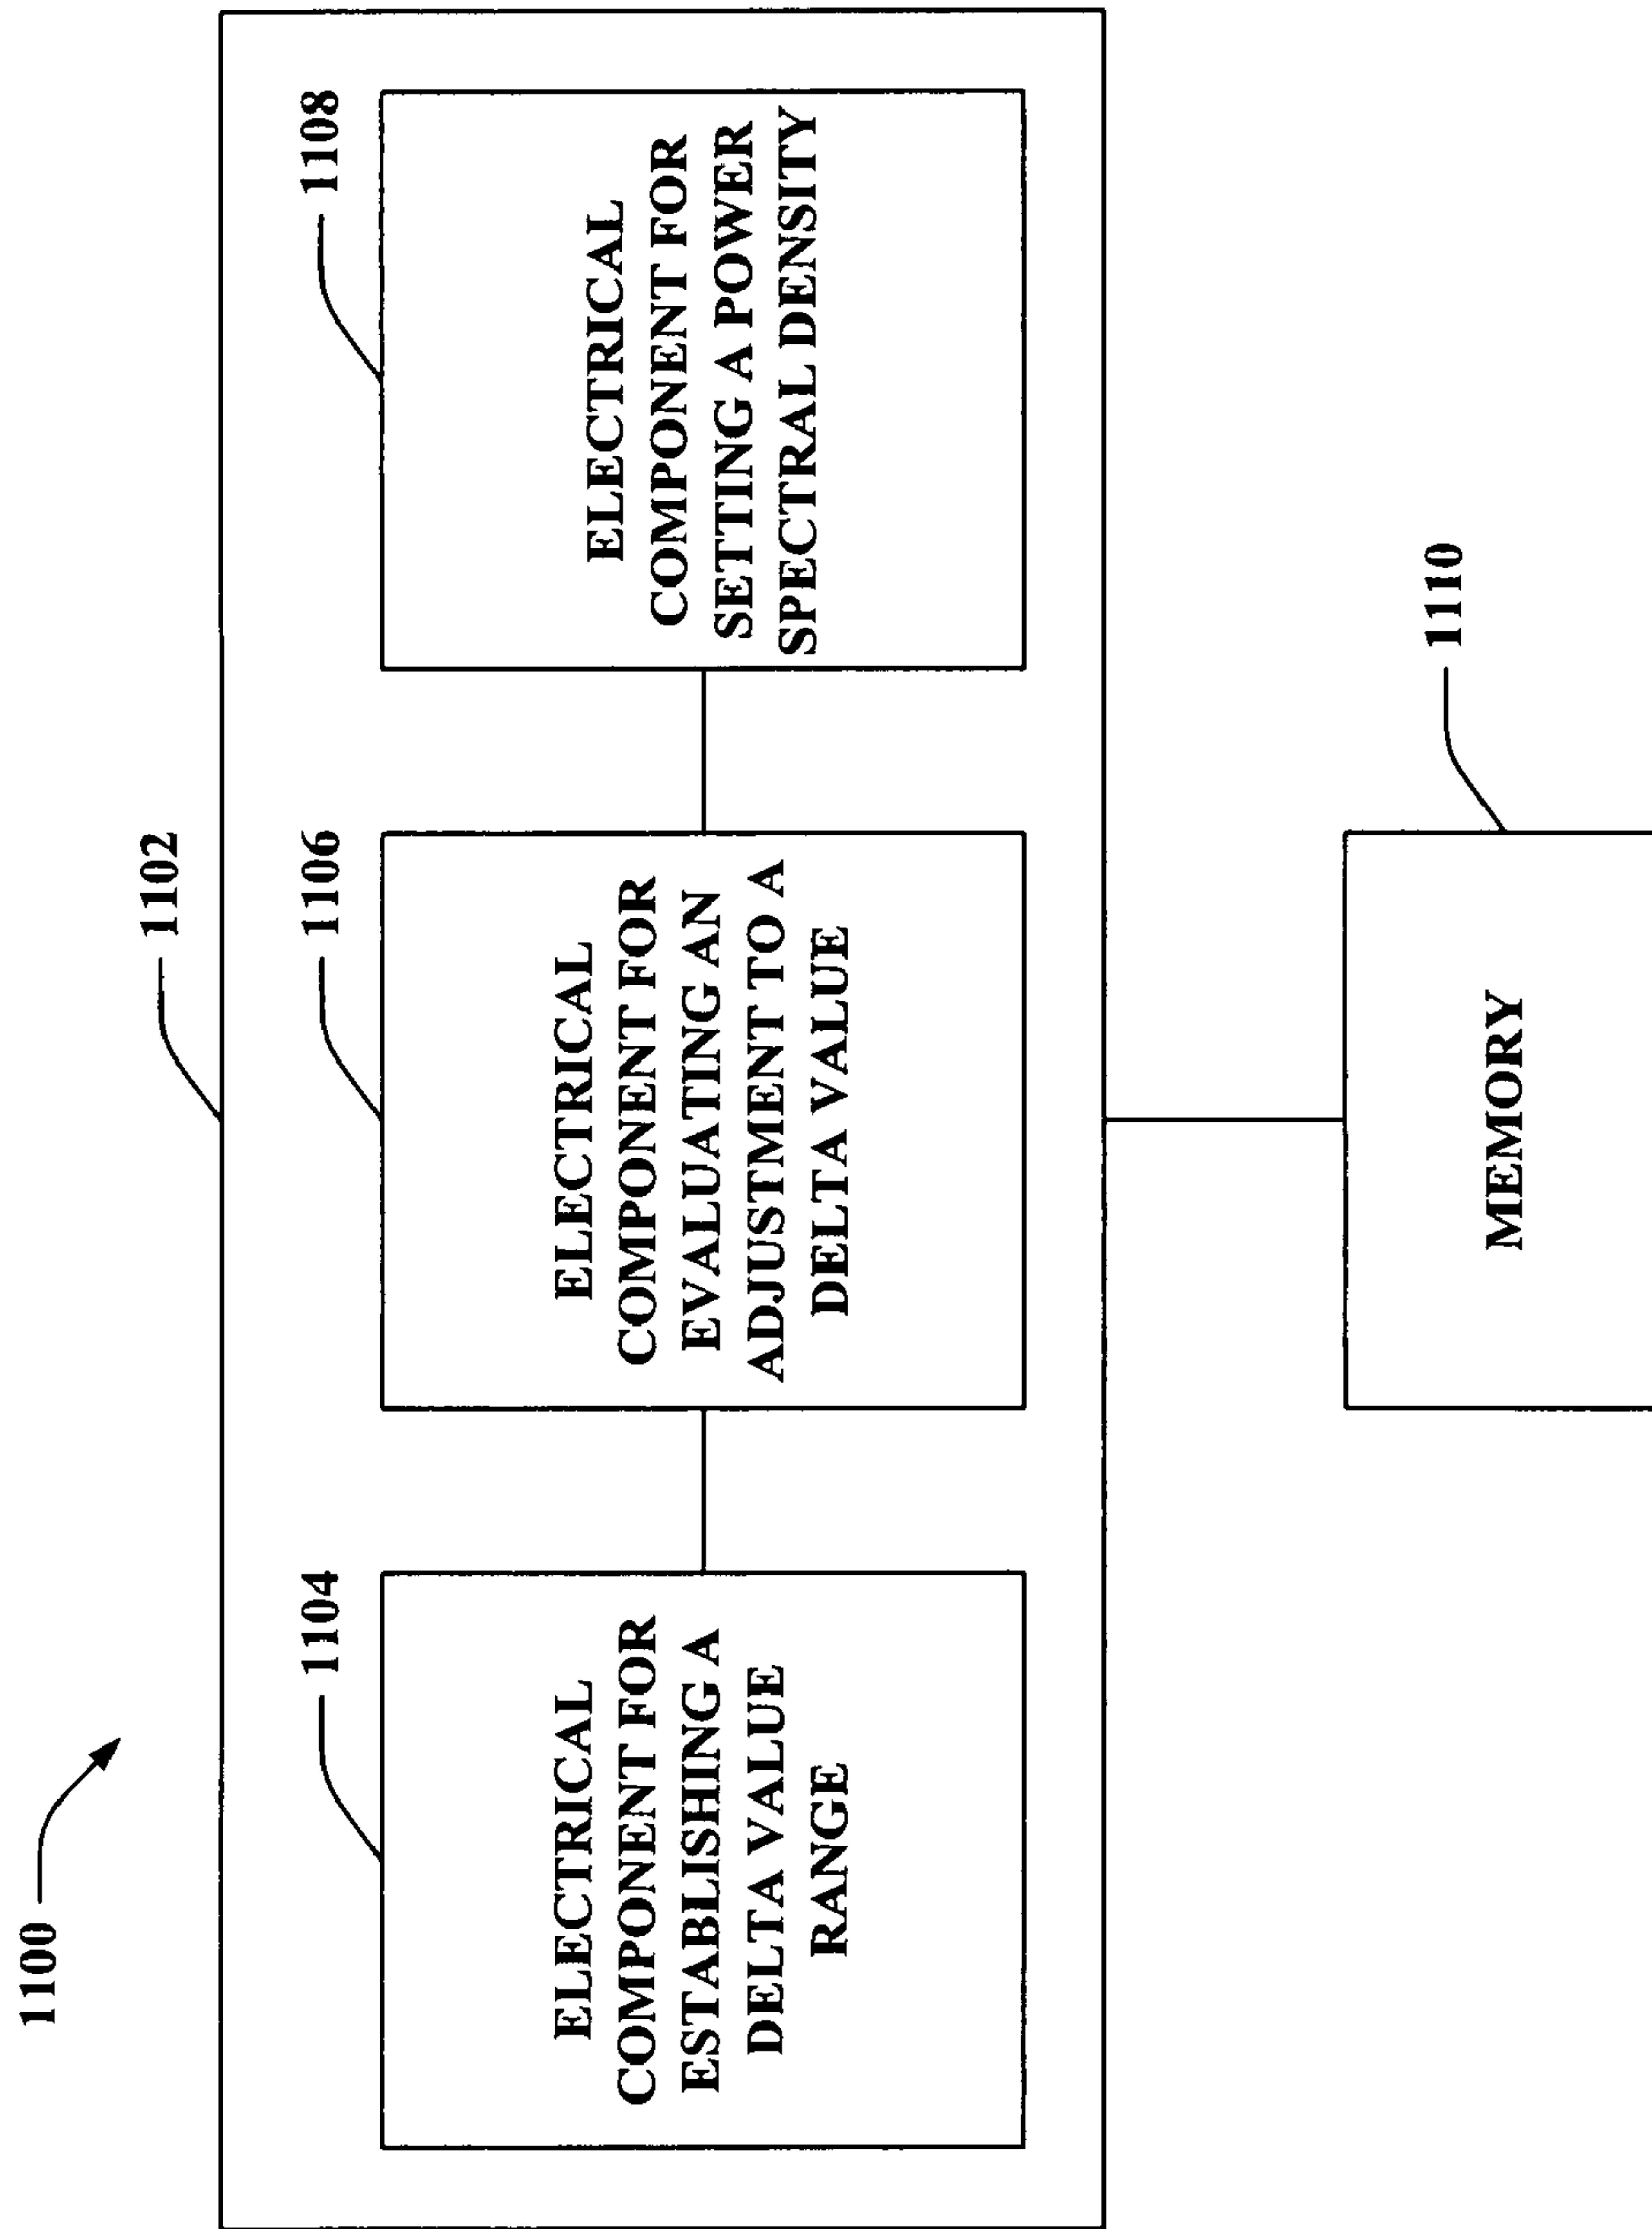 1100
1102
1104
ELECTRICAL
COMPONENT FOR
ESTABLISHING A
DELTA VALUE
RANGE
1106
ELECTRICAL
COMPONENT FOR
EVALUATING AN
ADJUSTMENT TO A
DELTA VALUE
1108
ELECTRICAL
COMPONENT FOR
SETTING A POWER
SPECTRAL DENSITY
1110
MEMORY